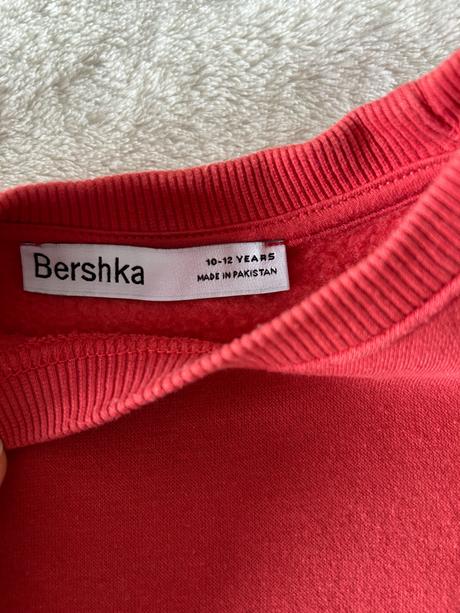 Bershka
10-12 YEARS
MADE IN PAKISTAN